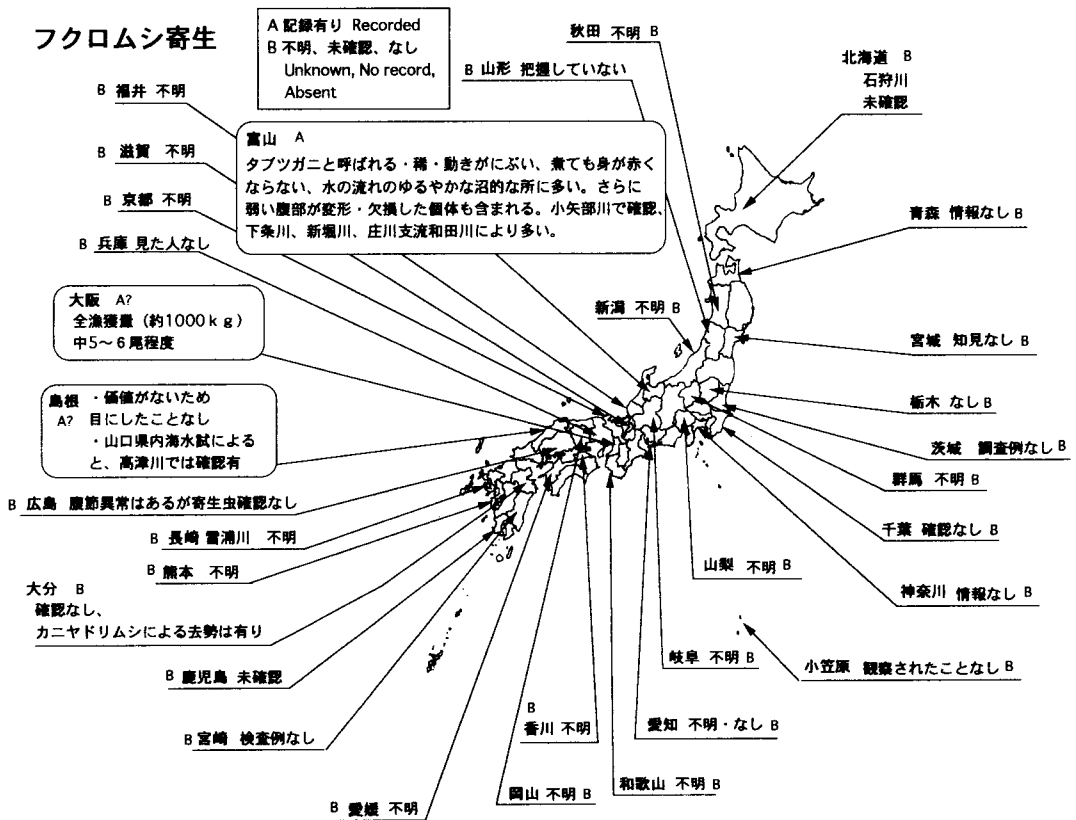 フクロムシ寄生
A 記録有り Recorded
B 不明、未確認、なし
Unknown, No record,
Absent
秋田 不明 B
B 山形 把握していない
北海道 B
石狩川
未確認
B 福井 不明
B 滋賀 不明
B 京都 不明
B 兵庫 見た人なし
富山 A
タブツガニと呼ばれる・稀・動きがにぶい、煮ても身が赤く
ならない、水の流れのゆるやかな沼的な所に多い。さらに
弱い腹部が変形・欠損した個体も含まれる。小矢部川で確認、
下条川、新堀川、庄川支流和田川により多い。
青森 情報なし B
大阪 A?
全漁獲量(約1000kg)
中5〜6尾程度
新潟 不明 B
宮城 知見なし B
栃木 なし B
島根 ・価値がないため
A? 目にしたことなし
・山口県内海水試による
と、高津川では確認有
茨城 調査例なし B
群馬 不明 B
B 広島 腹節異常はあるが寄生虫確認なし
千葉 確認なし B
B 長崎 雪浦川 不明
B 熊本 不明
山梨 不明 B
神奈川 情報なし B
大分 B
確認なし、
カニヤドリムシによる去勢は有り
岐阜 不明 B
小笠原 観察されたことなし B
B 鹿児島 未確認
B
香川 不明
愛知 不明・なし B
B 宮崎 検査例なし
岡山 不明 B
和歌山 不明 B
B 愛媛 不明